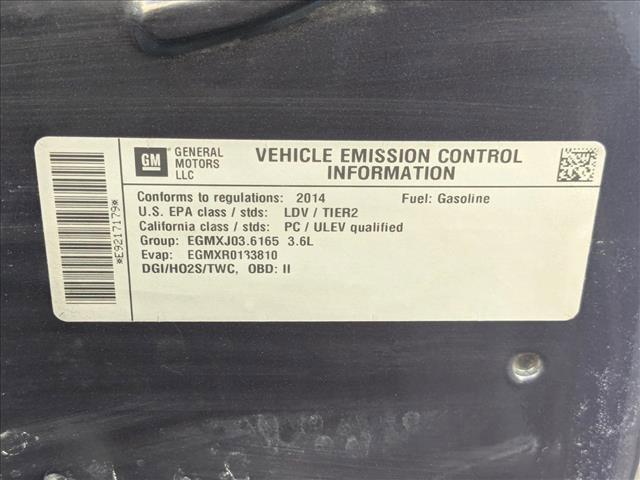 GM
GENERAL
MOTORS
LLC
VEHICLE EMISSION CONTROL
INFORMATION
Conforms to regulations: 2014 Fuel: Gasoline
U.S. EPA class / stds: LDV / TIER2
California class / stds: PC / ULEV qualified
Group: EGMXJ03.6165 3.6L
Evap: EGMXR0133810
DGI/HO2S/TWC, OBD: II
*E9217179*